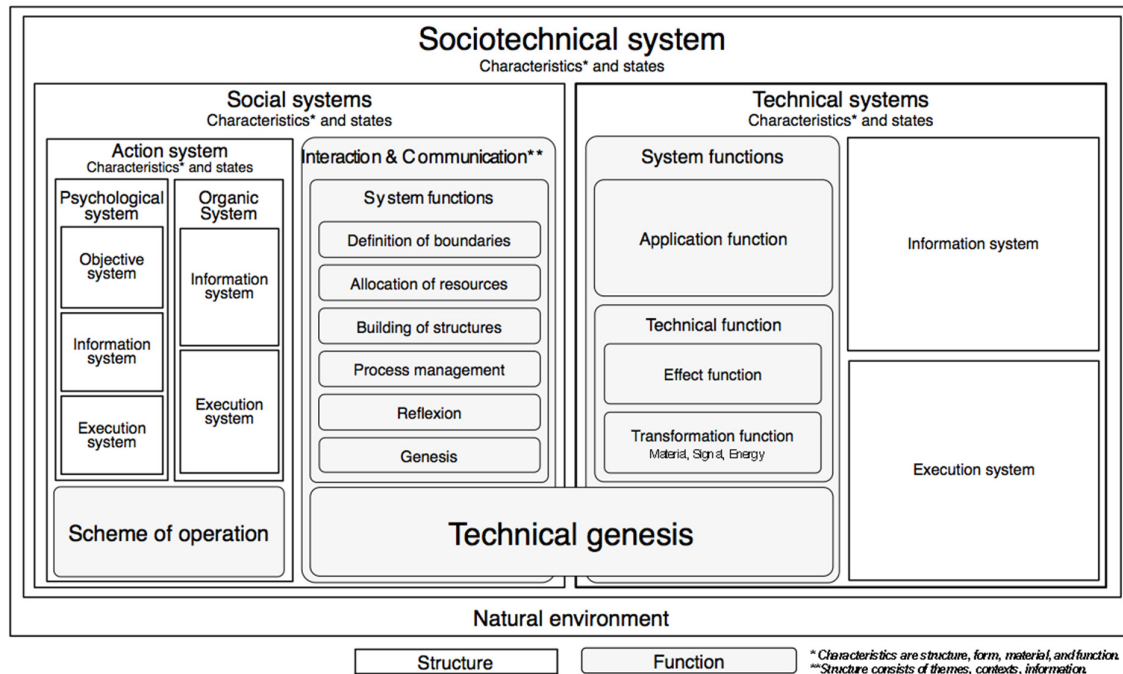 Sociotechnical system
Characteristics* and states
Social systems
Characteristics* and states
Action system
Characteristics* and states
Psychological
system
Objective
system
Information
system
Execution
system
Organic
System
Information
system
Execution
system
Scheme of operation
Interaction & Communication**
System functions
Definition of boundaries
Allocation of resources
Building of structures
Process management
Reflexion
Genesis
Technical genesis
Technical systems
Characteristics* and states
System functions
Application function
Technical function
Effect function
Transformation function
Material, Signal, Energy
Information system
Execution system
Natural environment
Structure
Function
* Characteristics are structure, form, material, and function.
**Structure consists of themes, contexts, information.